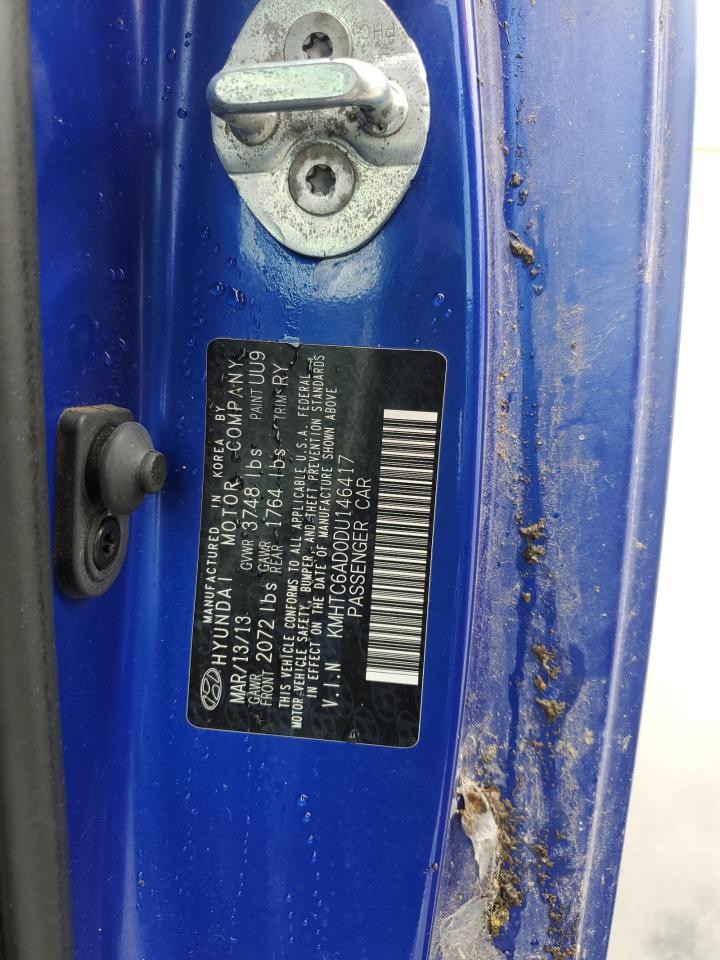 PHC
MANUFACTURED IN KOREA BY
HYUNDAI MOTOR COMPANY
MAR/13/13 GVWR 3748 lbs PAINT UU9
GAWR FRONT 2072 lbs GAWR REAR 1764 lbs TRIM RY
THIS VEHICLE CONFORMS TO ALL APPLICABLE U.S.A. FEDERAL
MOTOR-VEHICLE SAFETY, BUMPER, AND THEFT PREVENTION STANDARDS
IN EFFECT ON THE DATE OF MANUFACTURE SHOWN ABOVE
V.I.N KMHTC6AD0DU146417
PASSENGER CAR